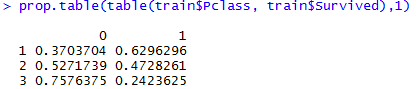 > prop.table(table(train$Pclass, train$Survived),1)
0 1
1 0.3703704 0.6296296
2 0.5271739 0.4728261
3 0.7576375 0.2423625